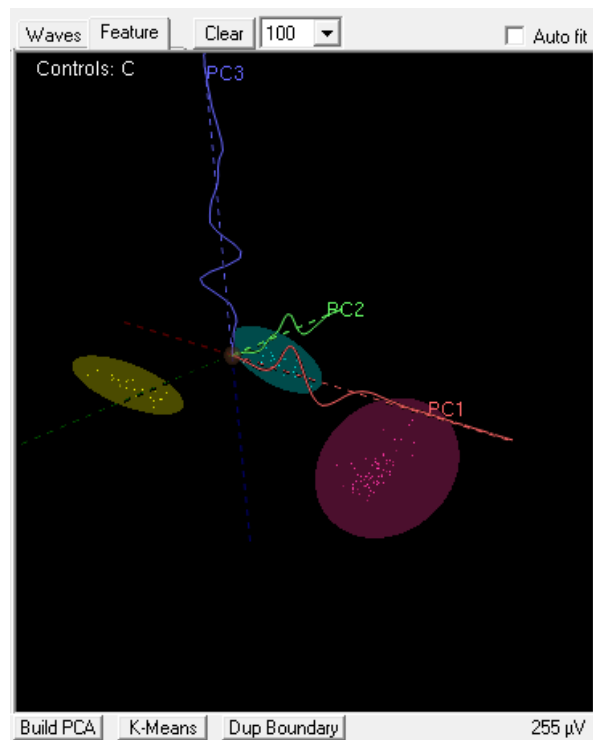 Waves Feature Clear 100 Auto fit
Controls: C
PC3
PC2
PC1
Build PCA K-Means Dup Boundary 255 µV